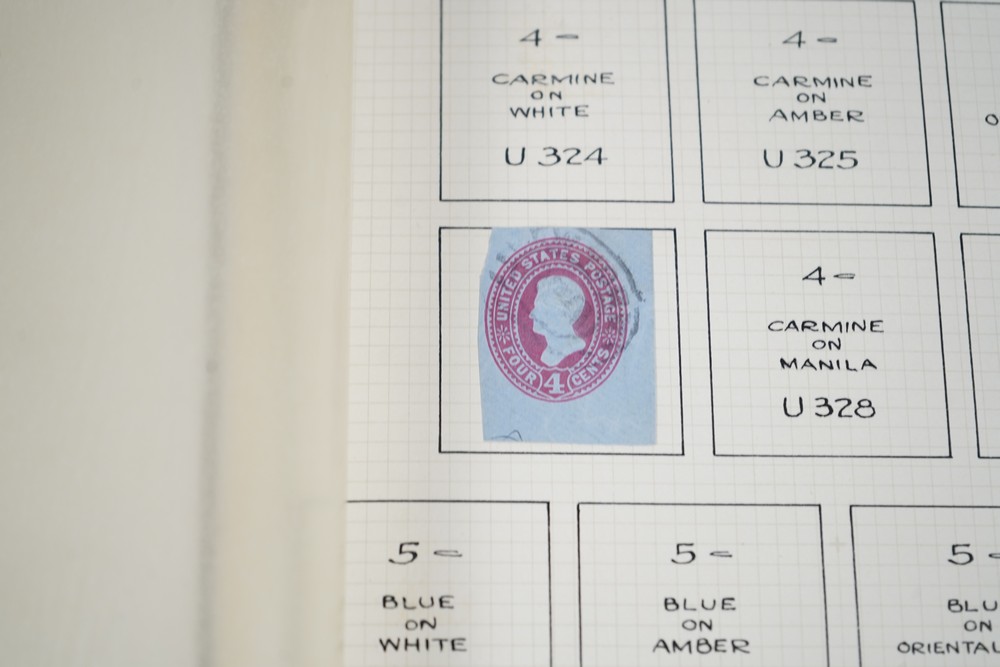 4 -
CARMINE
ON
WHITE
U 324
4 -
CARMINE
ON
AMBER
U 325
O
UNITED STATES POSTAGE
FOUR 4 CENTS
4 -
CARMINE
ON
MANILA
U 328
5 -
BLUE
ON
WHITE
5 -
BLUE
ON
AMBER
5 -
BLU
ON
ORIENTAL